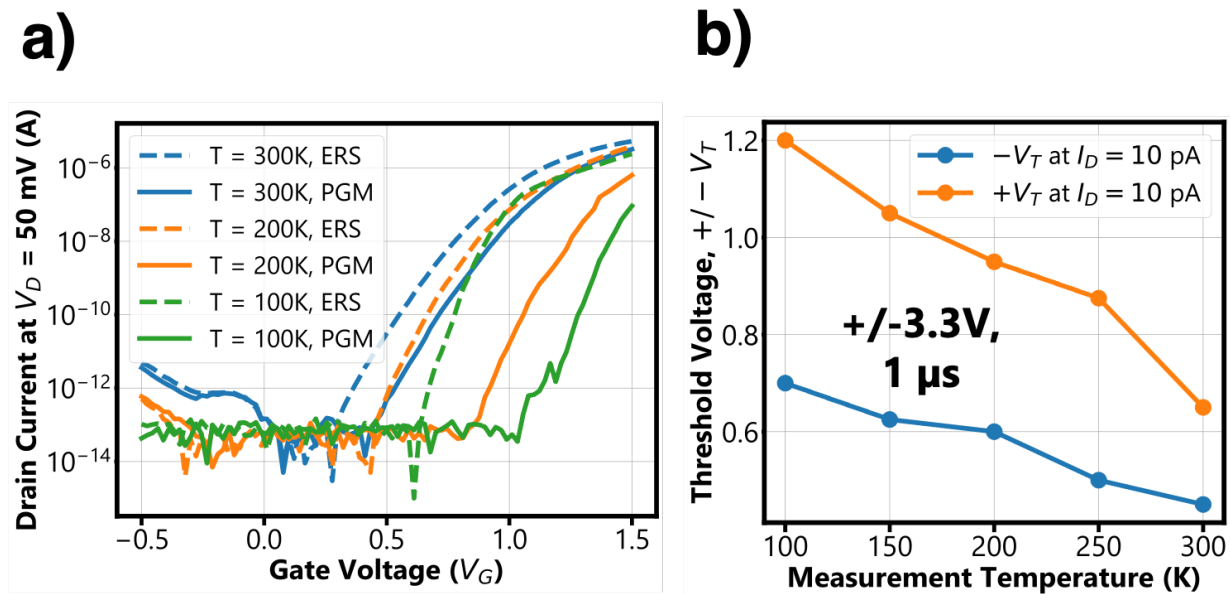 a)
Drain Current at V_D = 50 mV (A)
10⁻⁶
10⁻⁸
10⁻¹⁰
10⁻¹²
10⁻¹⁴
T = 300K, ERS
T = 300K, PGM
T = 200K, ERS
T = 200K, PGM
T = 100K, ERS
T = 100K, PGM
−0.5 0.0 0.5 1.0 1.5
Gate Voltage (V_G)
b)
Threshold Voltage, +/− V_T
1.2
1.0
0.8
0.6
−V_T at I_D = 10 pA
+V_T at I_D = 10 pA
+/-3.3V,
1 μs
100 150 200 250 300
Measurement Temperature (K)